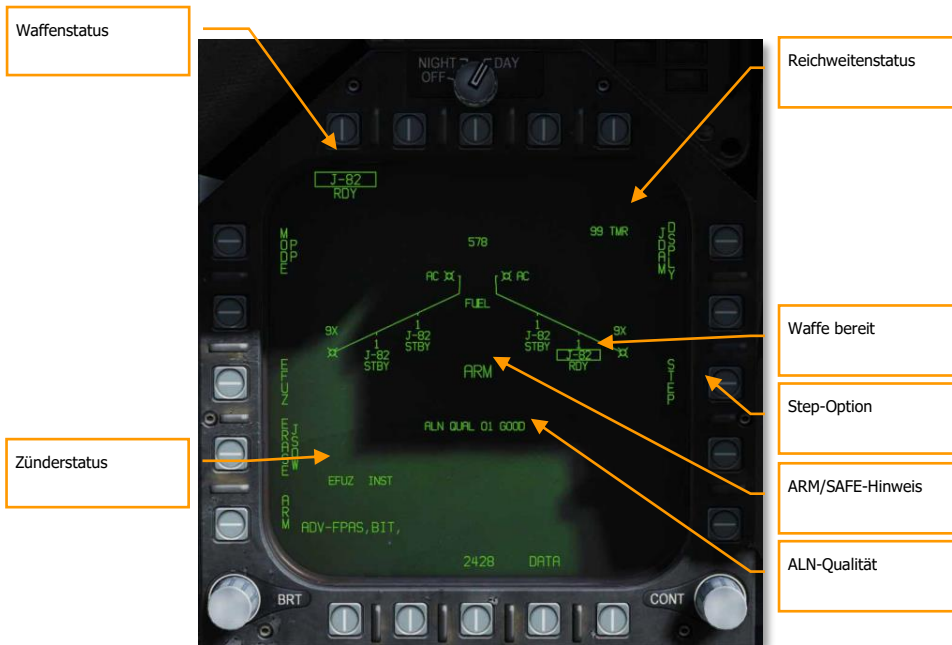 Waffenstatus
Reichweitenstatus
NIGHT DAY
OFF
J-82
RDY
99 TMR
MODE
PP
578
JDAM
DSPLY
AC AC
FUEL
9X 9X
1 1
J-82 J-82
STBY STBY
1 1
J-82 J-82
STBY RDY
Waffe bereit
ARM
EFUZ
STEP
Step-Option
ERASE
JSOW
ALN QUAL 01 GOOD
Zünderstatus
EFUZ INST
ARM/SAFE-Hinweis
ARM
ADV-FPAS,BIT,
2428 DATA
ALN-Qualität
BRT CONT